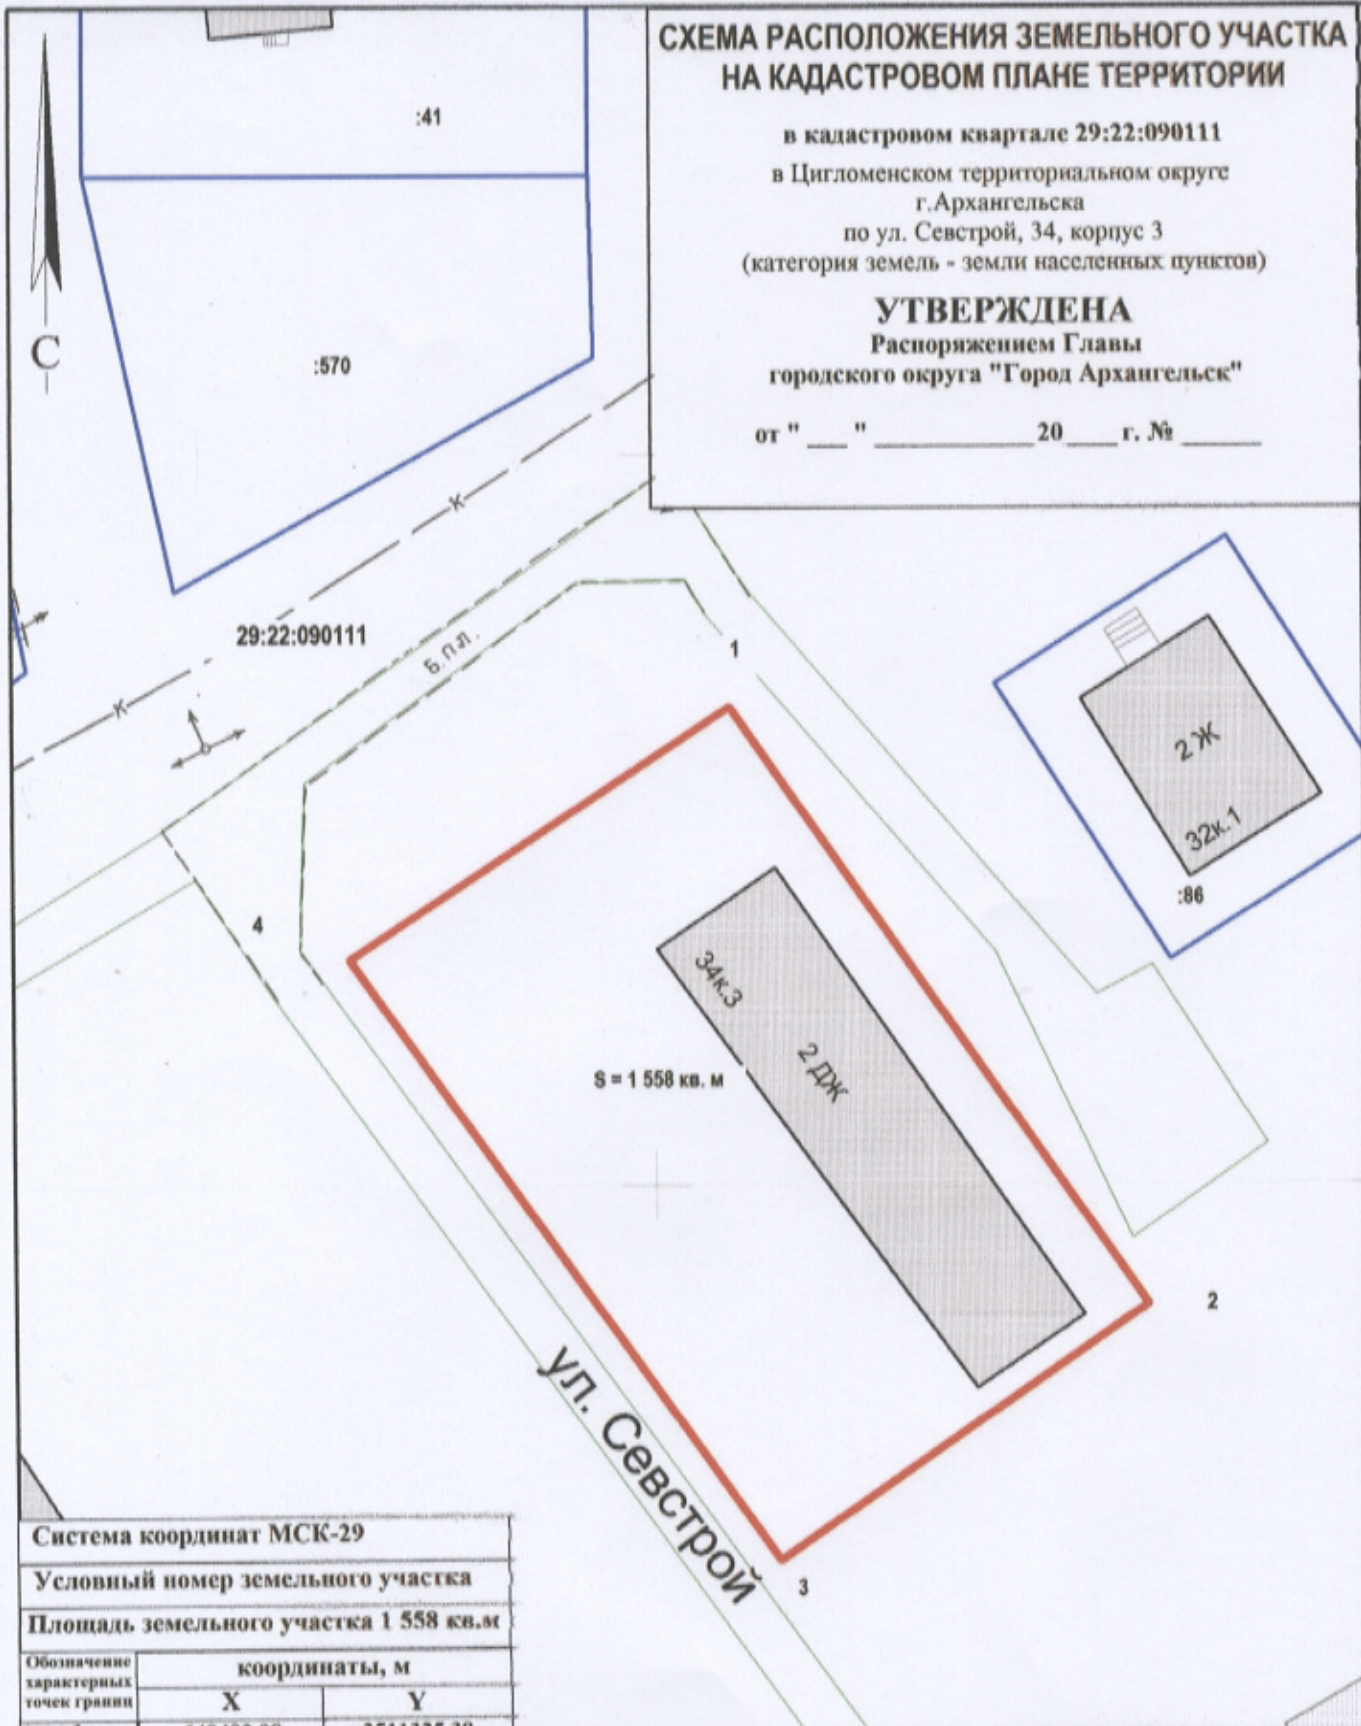 СХЕМА РАСПОЛОЖЕНИЯ ЗЕМЕЛЬНОГО УЧАСТКА
НА КАДАСТРОВОМ ПЛАНЕ ТЕРРИТОРИИ
в кадастровом квартале 29:22:090111
в Цигломенском территориальном округе
г.Архангельска
по ул. Севстрой, 34, корпус 3
(категория земель - земли населенных пунктов)
УТВЕРЖДЕНА
Распоряжением Главы
городского округа "Город Архангельск"
от " ___ " ____________ 20 ____ г. № ______
:41
С
:570
К
29:22:090111
Б.П.Л.
1
К
2 Ж
32к.1
:86
4
34к.3
2 ДЖ
S = 1 558 кв. м
2
ул. Севстрой
3
Система координат МСК-29
Условный номер земельного участка
Площадь земельного участка 1 558 кв.м
Обозначение характерных точек границ
координаты, м
X Y